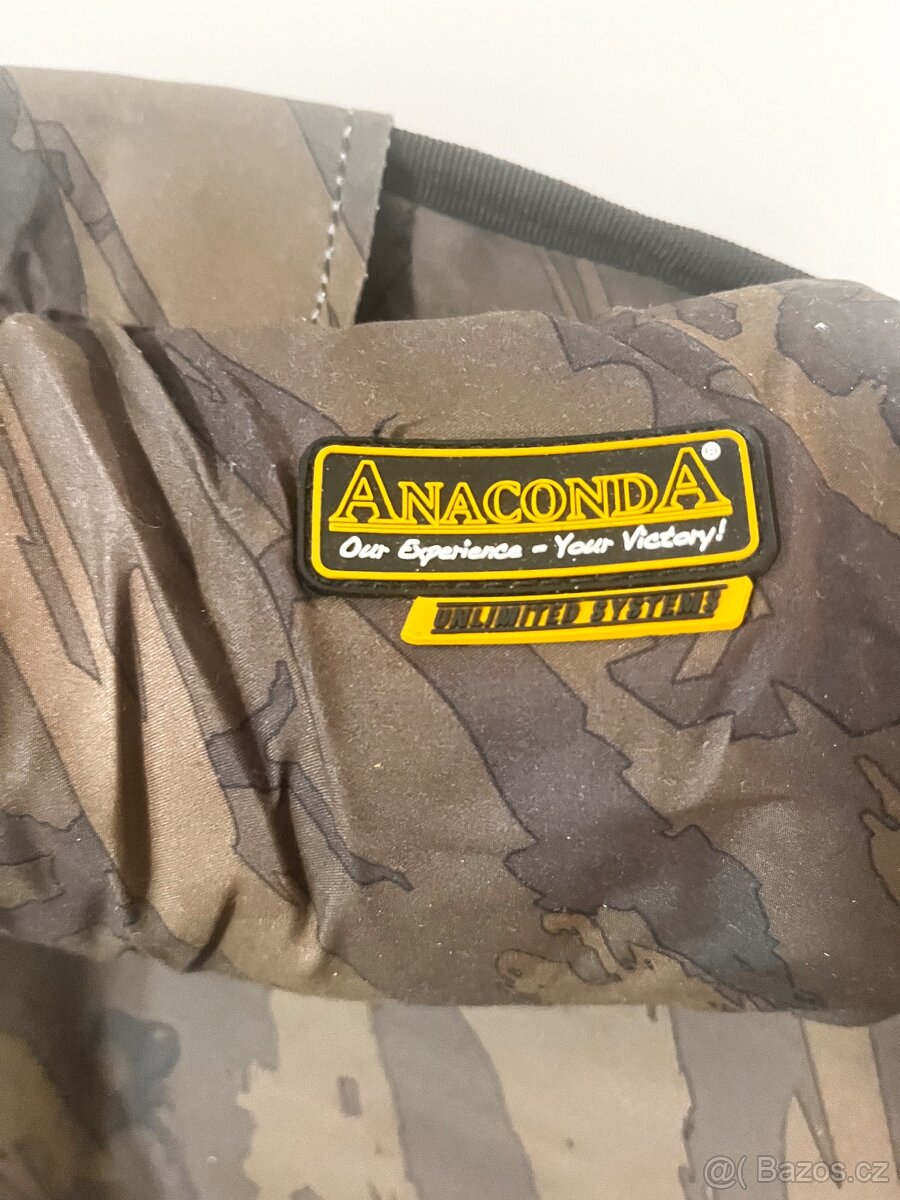 ANACONDA®
Our Experience - Your Victory!
UNLIMITED SYSTEMS
@( Bazos.cz